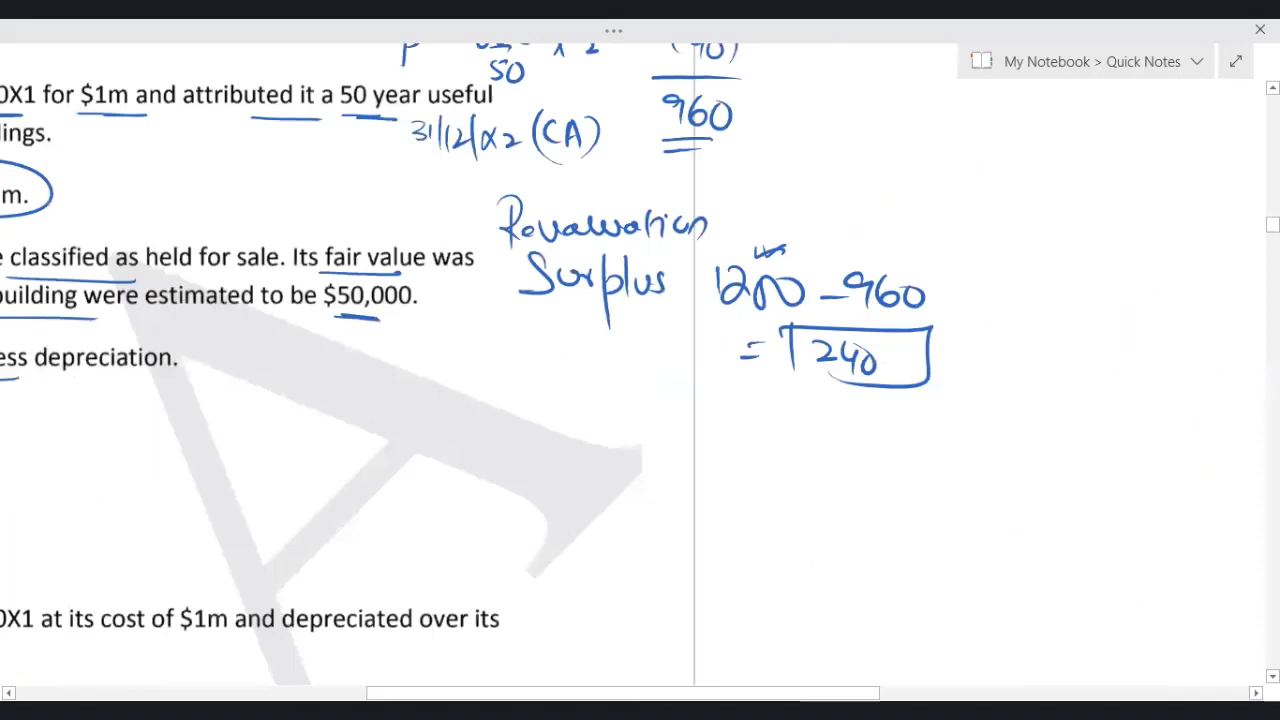 My Notebook > Quick Notes
50
(40)
0X1 for $1m and attributed it a 50 year useful
960
31/12/x2 (CA)
lings.
m.
Revaluation
e classified as held for sale. Its fair value was
Surplus 1200 - 960
building were estimated to be $50,000.
= 240
ess depreciation.
0X1 at its cost of $1m and depreciated over its